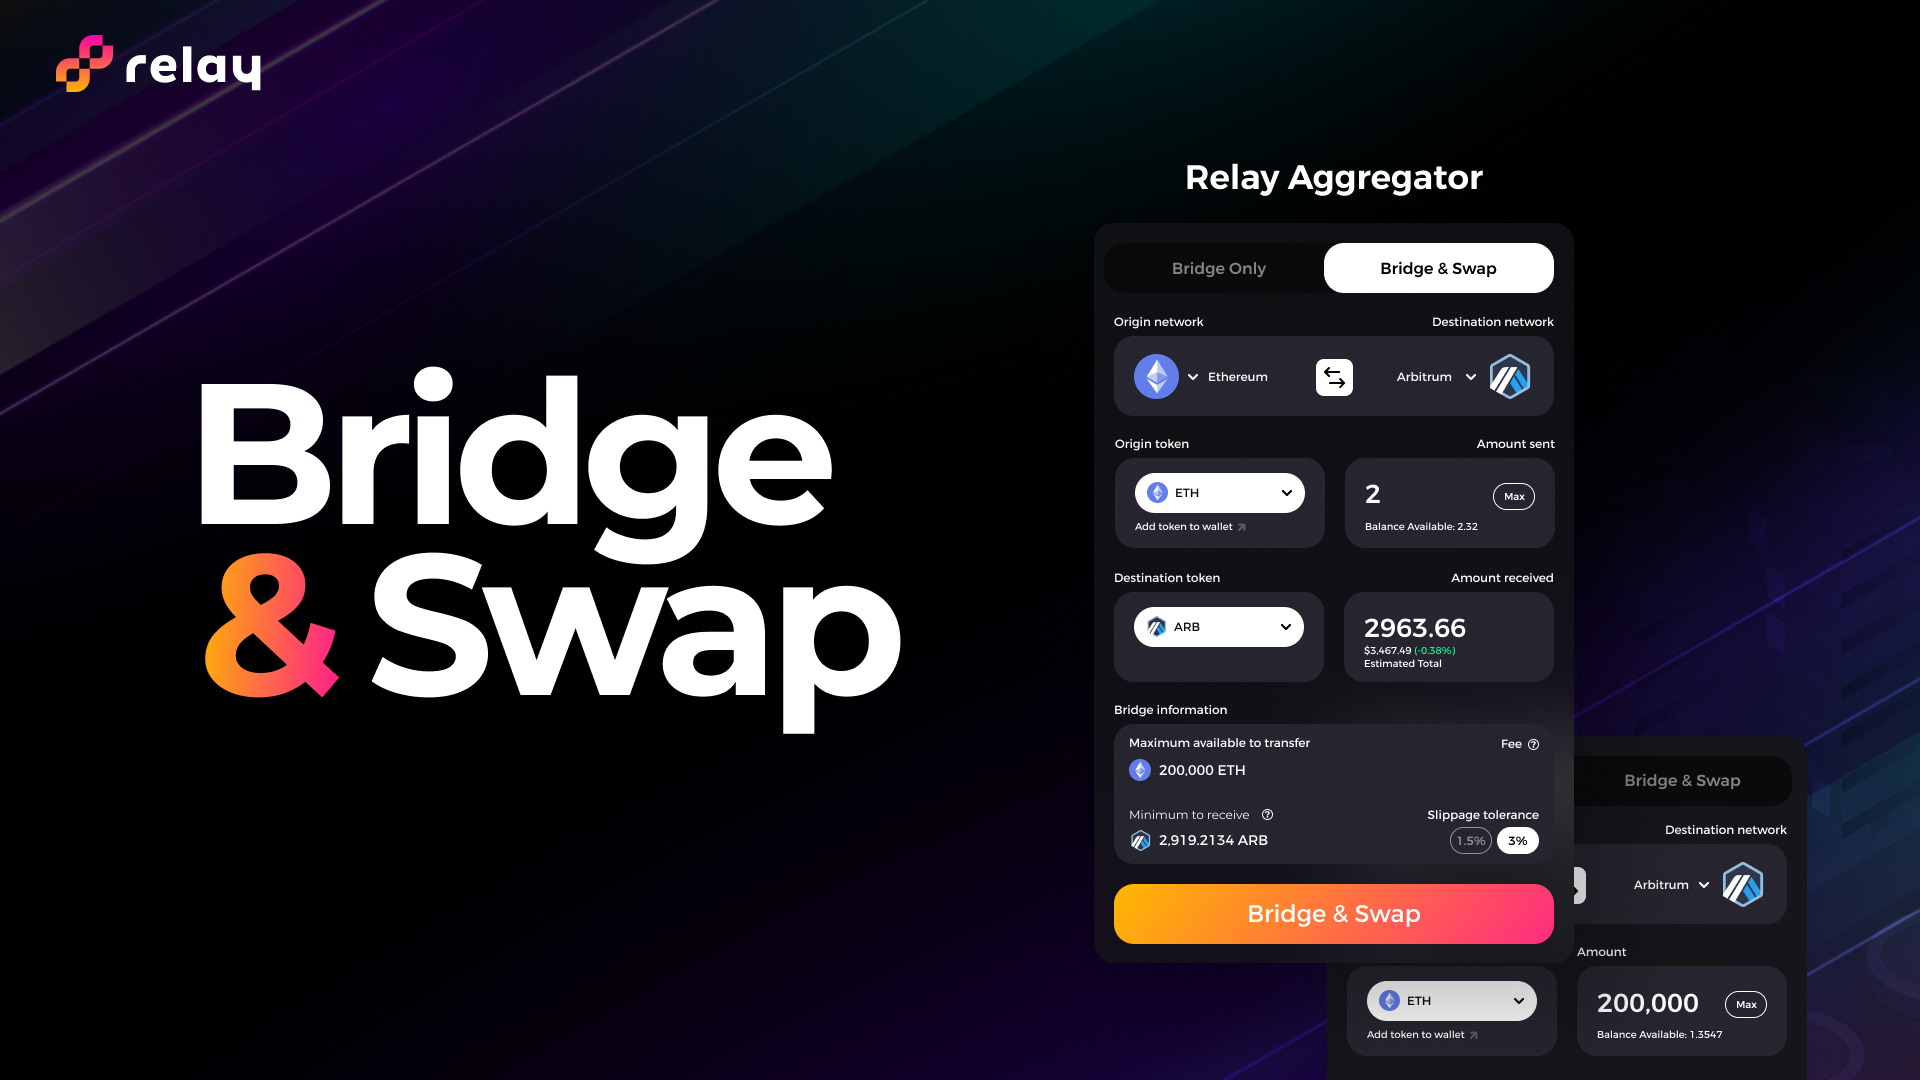 relay
Bridge
& Swap
Relay Aggregator
Bridge Only
Bridge & Swap
Origin network
Destination network
Ethereum
Arbitrum
Origin token
Amount sent
ETH
2
Max
Add token to wallet
Balance Available: 2.32
Destination token
Amount received
ARB
2963.66
$3,467.49 (-0.38%)
Estimated Total
Bridge information
Maximum available to transfer
Fee ?
200,000 ETH
Minimum to receive ?
Slippage tolerance
2,919.2134 ARB
1.5%
3%
Bridge & Swap
Bridge & Swap
Destination network
Arbitrum
Amount
ETH
200,000
Max
Add token to wallet
Balance Available: 1.3547